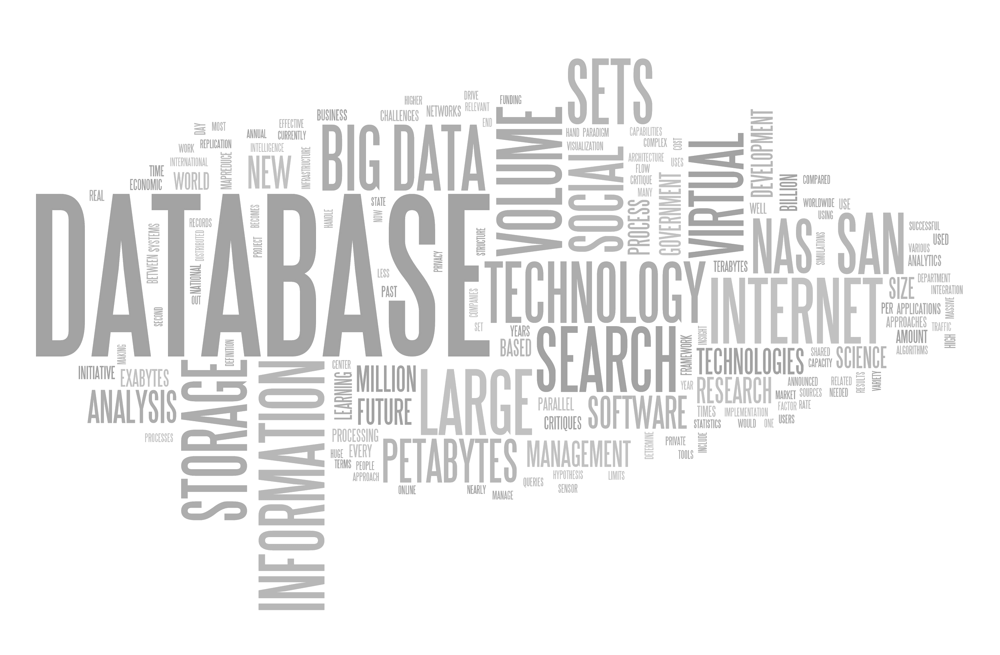 SETS
DRIVE
HIGHER
FUNDING
NETWORKS
RELEVANT
BUSINESS
CHALLENGES
END
VOLUME
DAY
MOST
EFFECTIVE
ANNUAL
CURRENTLY
BIG DATA
HAND PARADIGM
CAPABILITIES
COMPLEX
COST
VISUALIZATION
DEVELOPMENT
WORK
REPLICATION
INTELLIGENCE
INFRASTRUCTURE
INTERNATIONAL
MAPREDUCE
NEW
SOCIAL
ARCHITECTURE
USES
FLOW
CRITIQUE
MANY
VIRTUAL
TIME
WORLD
ECONOMIC
REAL
GOVERNMENT
PROCESS
BILLION
COMPARED
WELL
WORLDWIDE
USE
USING
DATABASE
STATE
NOW
HANDLE
BECOMES
RECORDS
DISTRIBUTED
SYSTEMS
BETWEEN
PROJECT
STRUCTURE
PRIVACY
NATIONAL
OUT
LESS
PAST
COMPANIES
SECOND
SET
NAS
SAN
SIMULATIONS
SUCCESSFUL
USED
VARIOUS
ANALYTICS
TECHNOLOGY
TERABYTES
INTERNET
SIZE
DEPARTMENT
INTEGRATION
PER
APPLICATIONS
MASSIVE
APPROACHES
TRAFFIC
AMOUNT
HIGH
ALGORITHMS
YEARS
BASED
SEARCH
INSIGHT
FRAMEWORK
TECHNOLOGIES
SHARED
CAPACITY
SCIENCE
MAKING
DEFINITION
INITIATIVE
EXABYTES
ANALYSIS
PROCESSES
STORAGE
INFORMATION
CENTER
LEARNING
MILLION
FUTURE
LARGE
YEAR
RESEARCH
ANNOUNCED
RELATED
RESULTS
VARIETY
MARKET
SOURCES
NEEDED
PARALLEL
SOFTWARE
TIMES
IMPLEMENTATION
FACTOR
RATE
CRITIQUES
STATISTICS
WOULD
ONE
USERS
PROCESSING
HUGE
EVERY
TERMS
PEOPLE
APPROACH
PETABYTES
MANAGEMENT
DETERMINE
PRIVATE
INCLUDE
TOOLS
ONLINE
NEARLY
MANAGE
QUERIES
HYPOTHESIS
SENSOR
LIMITS